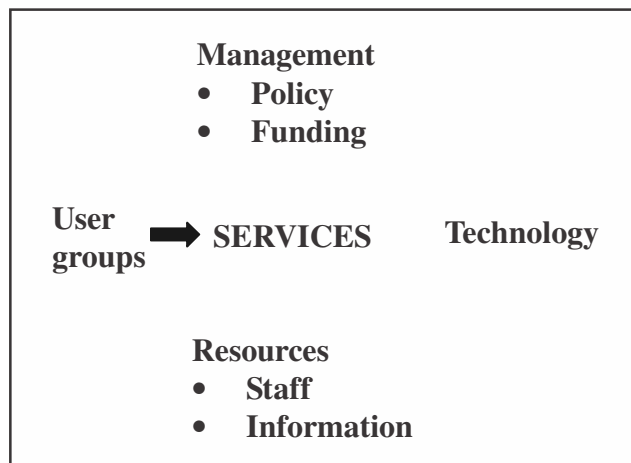 Management
• Policy
• Funding
User
groups
SERVICES
Technology
Resources
• Staff
• Information